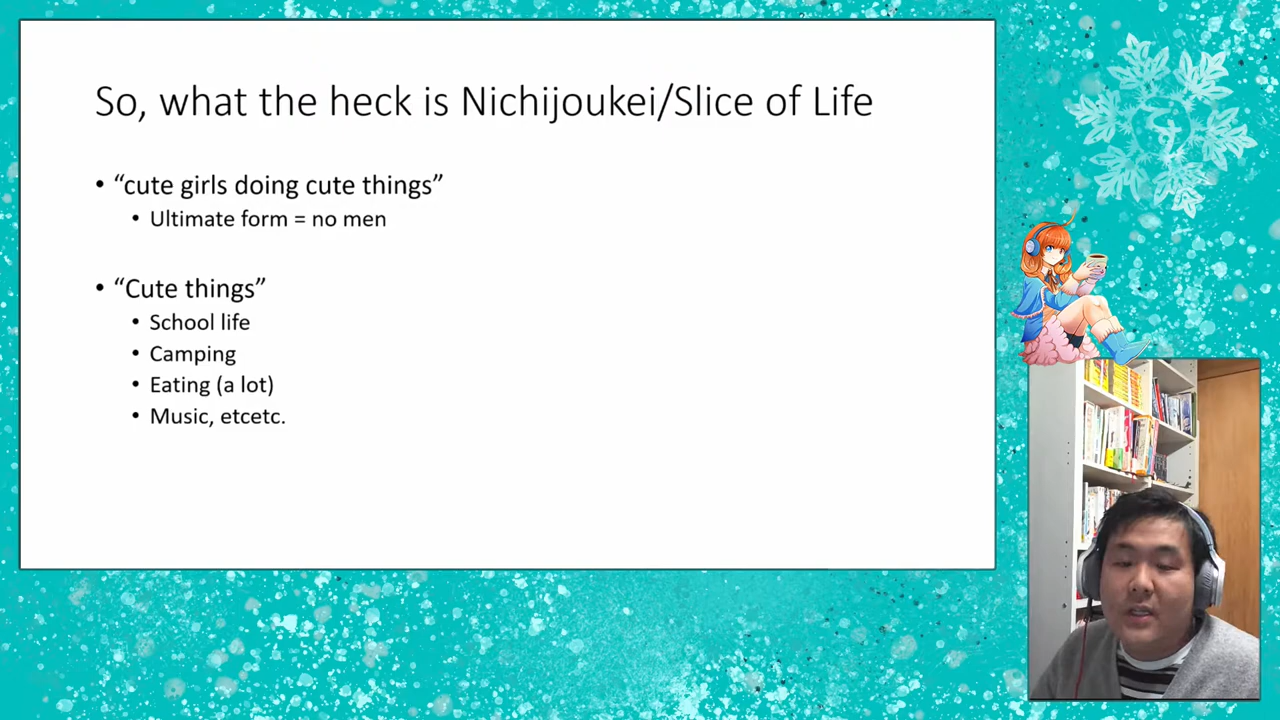 So, what the heck is Nichijoukei/Slice of Life
• “cute girls doing cute things”
• Ultimate form = no men
• “Cute things”
• School life
• Camping
• Eating (a lot)
• Music, etcetc.